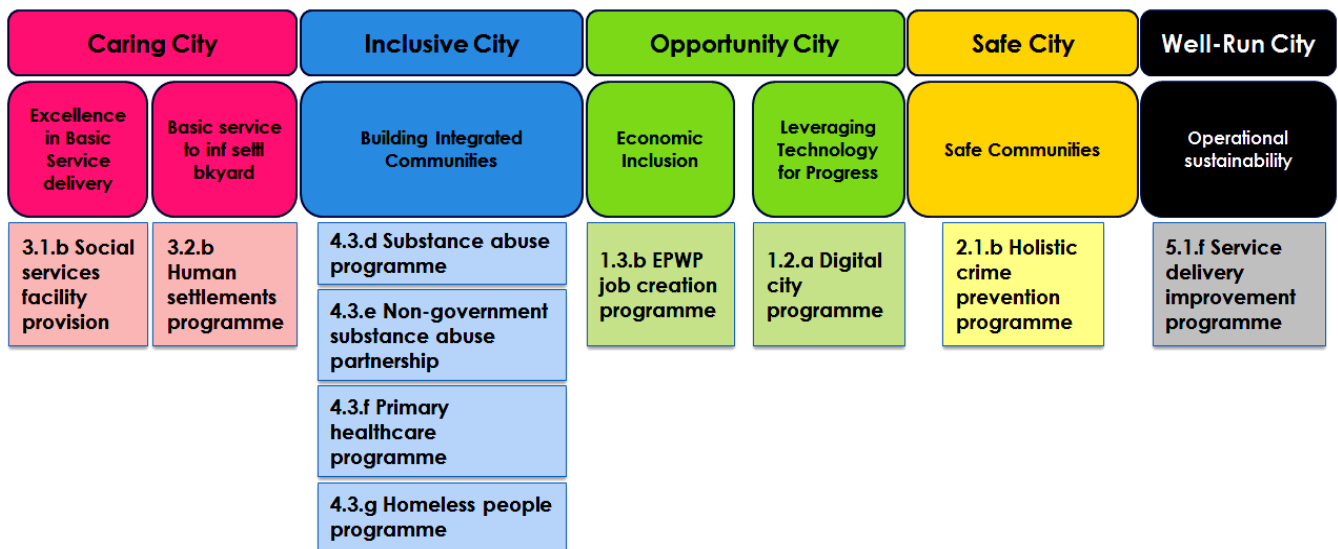 Caring City
Inclusive City
Opportunity City
Safe City
Well-Run City
Excellence
in Basic
Service
delivery
Basic service
to inf settl
bkyard
Building Integrated
Communities
Economic
Inclusion
Leveraging
Technology
for Progress
Safe Communities
Operational
sustainability
3.1.b Social
services
facility
provision
3.2.b
Human
settlements
programme
4.3.d Substance abuse
programme
4.3.e Non-government
substance abuse
partnership
4.3.f Primary
healthcare
programme
4.3.g Homeless people
programme
1.3.b EPWP
job creation
programme
1.2.a Digital
city
programme
2.1.b Holistic
crime
prevention
programme
5.1.f Service
delivery
improvement
programme